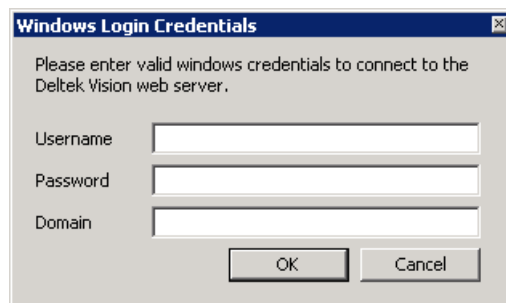 Windows Login Credentials
Please enter valid windows credentials to connect to the
Deltek Vision web server.
Username
Password
Domain
OK Cancel